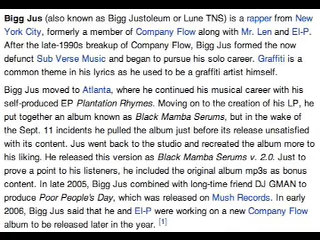 Bigg Jus (also known as Bigg Justoleum or Lune TNS) is a rapper from New
York City, formerly a member of Company Flow along with Mr. Len and El-P.
After the late-1990s breakup of Company Flow, Bigg Jus formed the now
defunct Sub Verse Music and began to pursue his solo career. Graffiti is a
common theme in his lyrics as he used to be a graffiti artist himself.
Bigg Jus moved to Atlanta, where he continued his musical career with his
self-produced EP Plantation Rhymes. Moving on to the creation of his LP, he
put together an album known as Black Mamba Serums, but in the wake of
the Sept. 11 incidents he pulled the album just before its release unsatisfied
with its content. Jus went back to the studio and recreated the album more to
his liking. He released this version as Black Mamba Serums v. 2.0. Just to
prove a point to his listeners, he included the original album mp3s as bonus
content. In late 2005, Bigg Jus combined with long-time friend DJ GMAN to
produce Poor People's Day, which was released on Mush Records. In early
2006, Bigg Jus said that he and El-P were working on a new Company Flow
album to be released later in the year. [1]